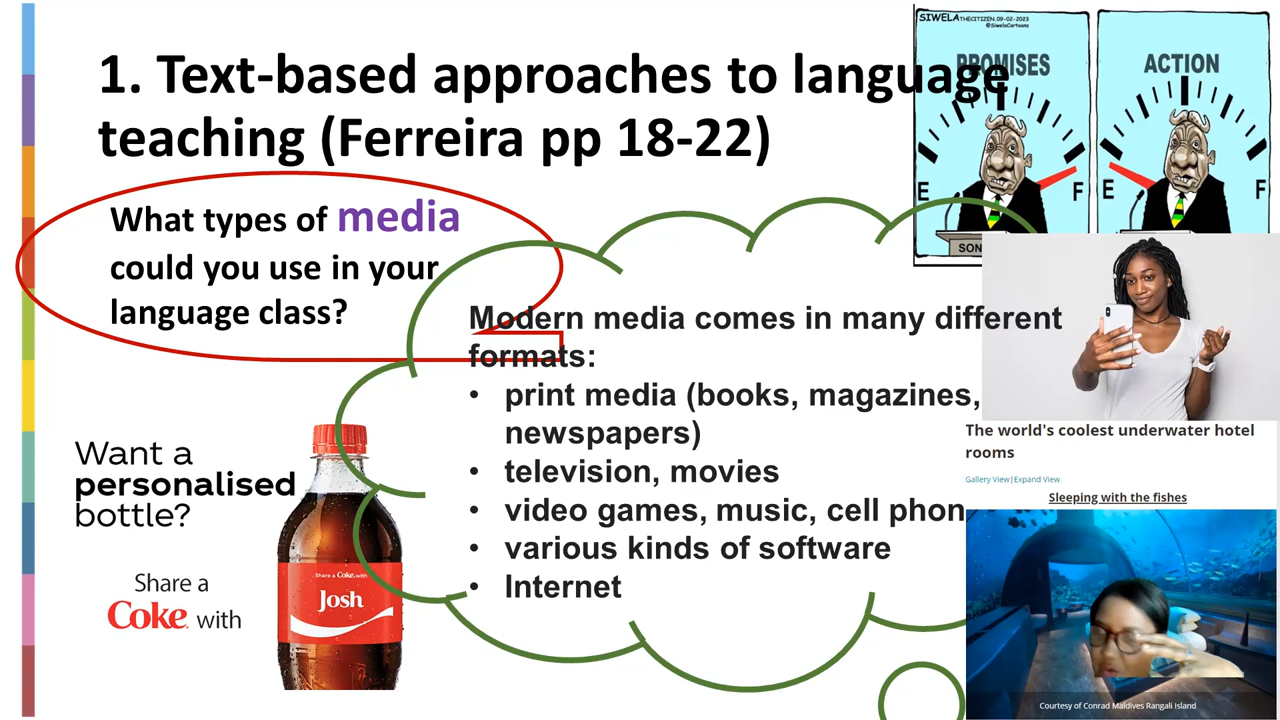 1. Text-based approaches to language
teaching (Ferreira pp 18-22)
SIWELA THECITIZEN.09-02-2023
@SiwelaCartoons
PROMISES
E
F
SON
ACTION
E
F
What types of media
could you use in your
language class?
Modern media comes in many different
formats:
• print media (books, magazines,
newspapers)
• television, movies
• video games, music, cell phon
• various kinds of software
• Internet
Want a
personalised
bottle?
Share a
Coke with
Share a Coke with
Josh
The world's coolest underwater hotel
rooms
Gallery View|Expand View
Sleeping with the fishes
Courtesy of Conrad Maldives Rangali Island